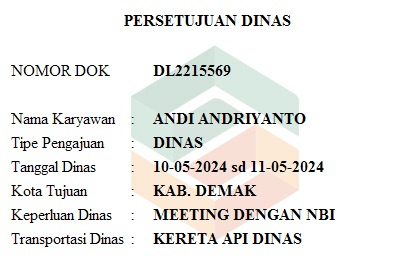 PERSETUJUAN DINAS
NOMOR DOK DL2215569
Nama Karyawan : ANDI ANDRIYANTO
Tipe Pengajuan : DINAS
Tanggal Dinas : 10-05-2024 sd 11-05-2024
Kota Tujuan : KAB. DEMAK
Keperluan Dinas : MEETING DENGAN NBI
Transportasi Dinas : KERETA API DINAS